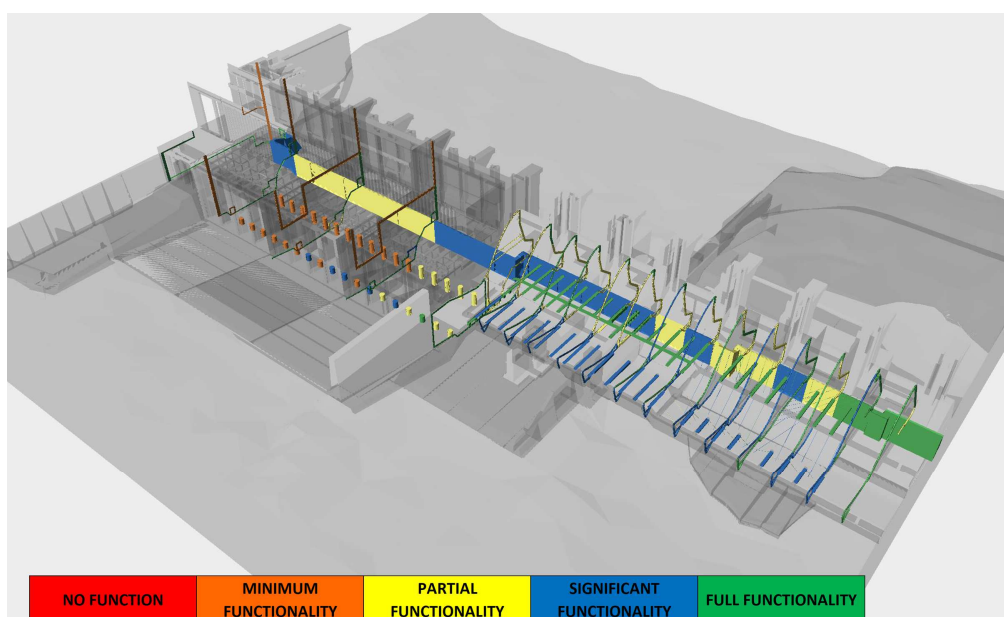 NO FUNCTION
MINIMUM
FUNCTIONALITY
PARTIAL
FUNCTIONALITY
SIGNIFICANT
FUNCTIONALITY
FULL FUNCTIONALITY